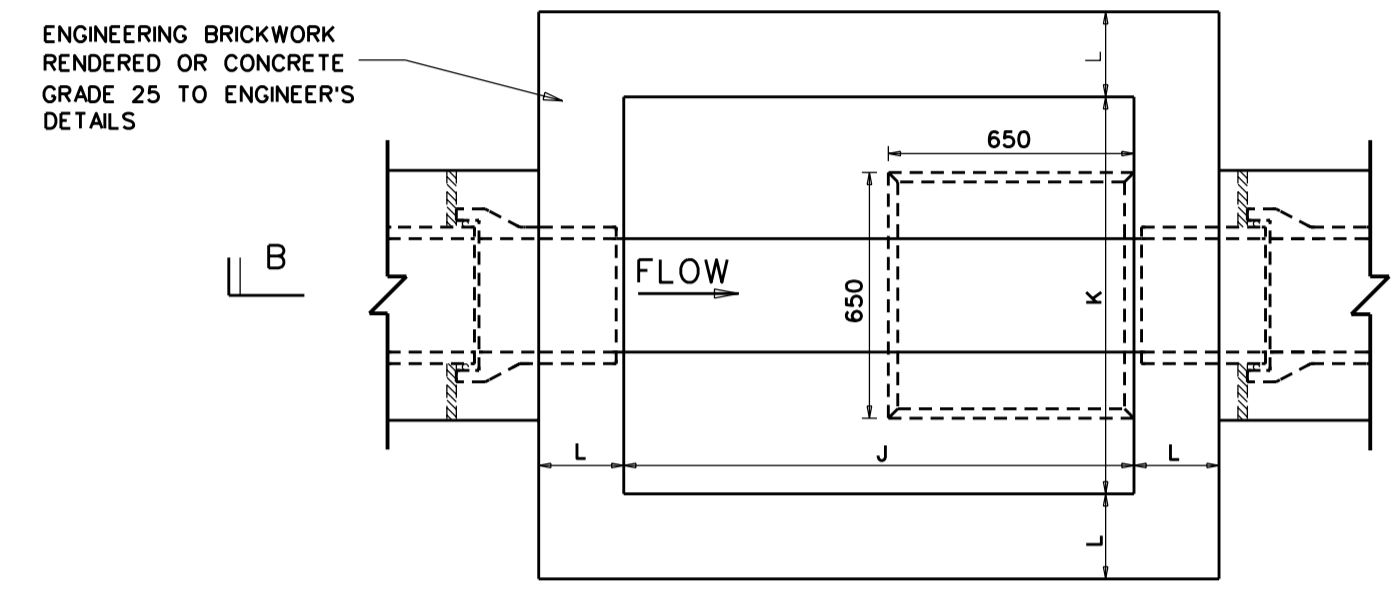 ENGINEERING BRICKWORK
RENDERED OR CONCRETE
GRADE 25 TO ENGINEER'S
DETAILS
L
650
B
FLOW
650
K
L
J
L
L